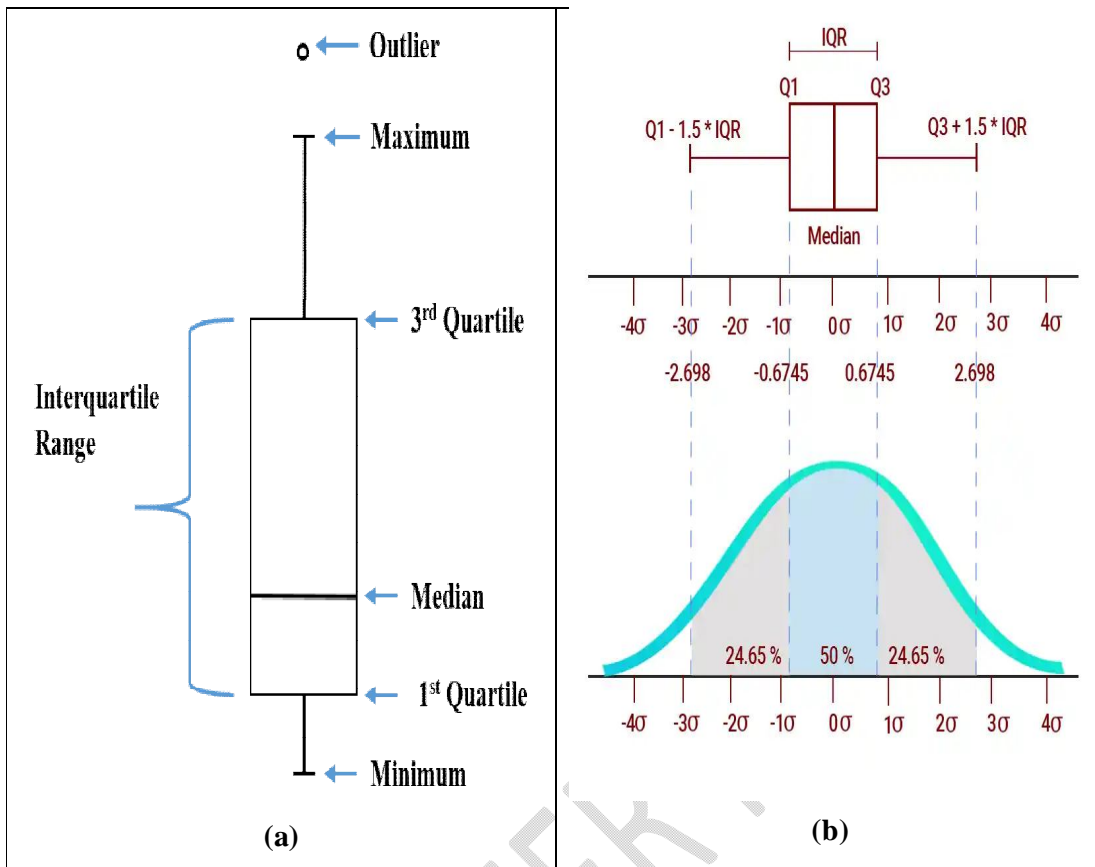 Outlier
Maximum
3rd Quartile
Interquartile
Range
Median
1st Quartile
Minimum
(a)
IQR
Q1 Q3
Q1 - 1.5 * IQR Q3 + 1.5 * IQR
Median
-4σ -3σ -2σ -1σ 0σ 1σ 2σ 3σ 4σ
-2.698 -0.6745 0.6745 2.698
24.65 % 50 % 24.65 %
-4σ -3σ -2σ -1σ 0σ 1σ 2σ 3σ 4σ
(b)